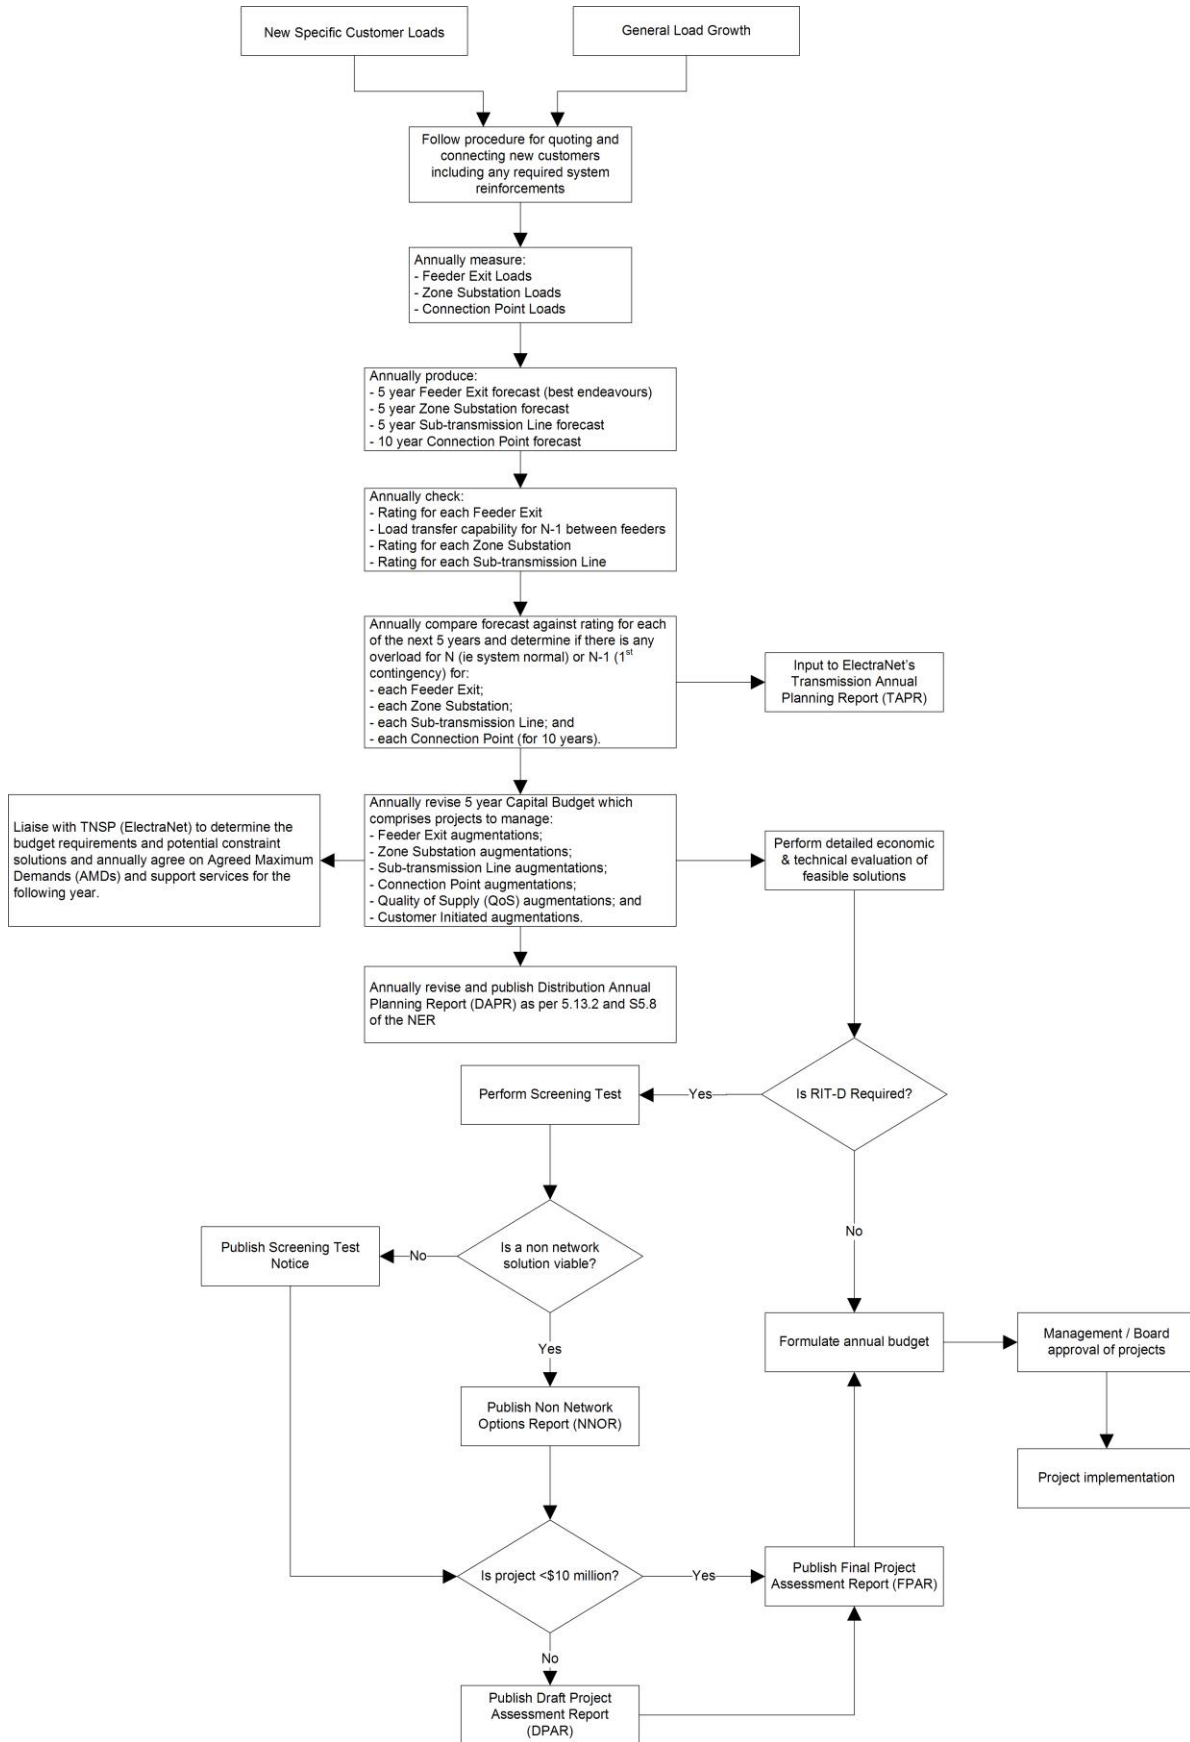 New Specific Customer Loads
General Load Growth
Follow procedure for quoting and
connecting new customers
including any required system
reinforcements
Annually measure:
- Feeder Exit Loads
- Zone Substation Loads
- Connection Point Loads
Annually produce:
- 5 year Feeder Exit forecast (best endeavours)
- 5 year Zone Substation forecast
- 5 year Sub-transmission Line forecast
- 10 year Connection Point forecast
Annually check:
- Rating for each Feeder Exit
- Load transfer capability for N-1 between feeders
- Rating for each Zone Substation
- Rating for each Sub-transmission Line
Annually compare forecast against rating for each
of the next 5 years and determine if there is any
overload for N (ie system normal) or N-1 (1st
contingency) for:
- each Feeder Exit;
- each Zone Substation;
- each Sub-transmission Line; and
- each Connection Point (for 10 years).
Input to ElectraNet's
Transmission Annual
Planning Report (TAPR)
Liaise with TNSP (ElectraNet) to determine the
budget requirements and potential constraint
solutions and annually agree on Agreed Maximum
Demands (AMDs) and support services for the
following year.
Annually revise 5 year Capital Budget which
comprises projects to manage:
- Feeder Exit augmentations;
- Zone Substation augmentations;
- Sub-transmission Line augmentations;
- Connection Point augmentations;
- Quality of Supply (QoS) augmentations; and
- Customer Initiated augmentations.
Perform detailed economic
& technical evaluation of
feasible solutions
Annually revise and publish Distribution Annual
Planning Report (DAPR) as per 5.13.2 and S5.8
of the NER
Is RIT-D Required?
Yes
Perform Screening Test
No
Is a non network
solution viable?
No
Publish Screening Test
Notice
Yes
Formulate annual budget
Management / Board
approval of projects
Publish Non Network
Options Report (NNOR)
Project implementation
Is project <$10 million?
Yes
Publish Final Project
Assessment Report (FPAR)
No
Publish Draft Project
Assessment Report
(DPAR)